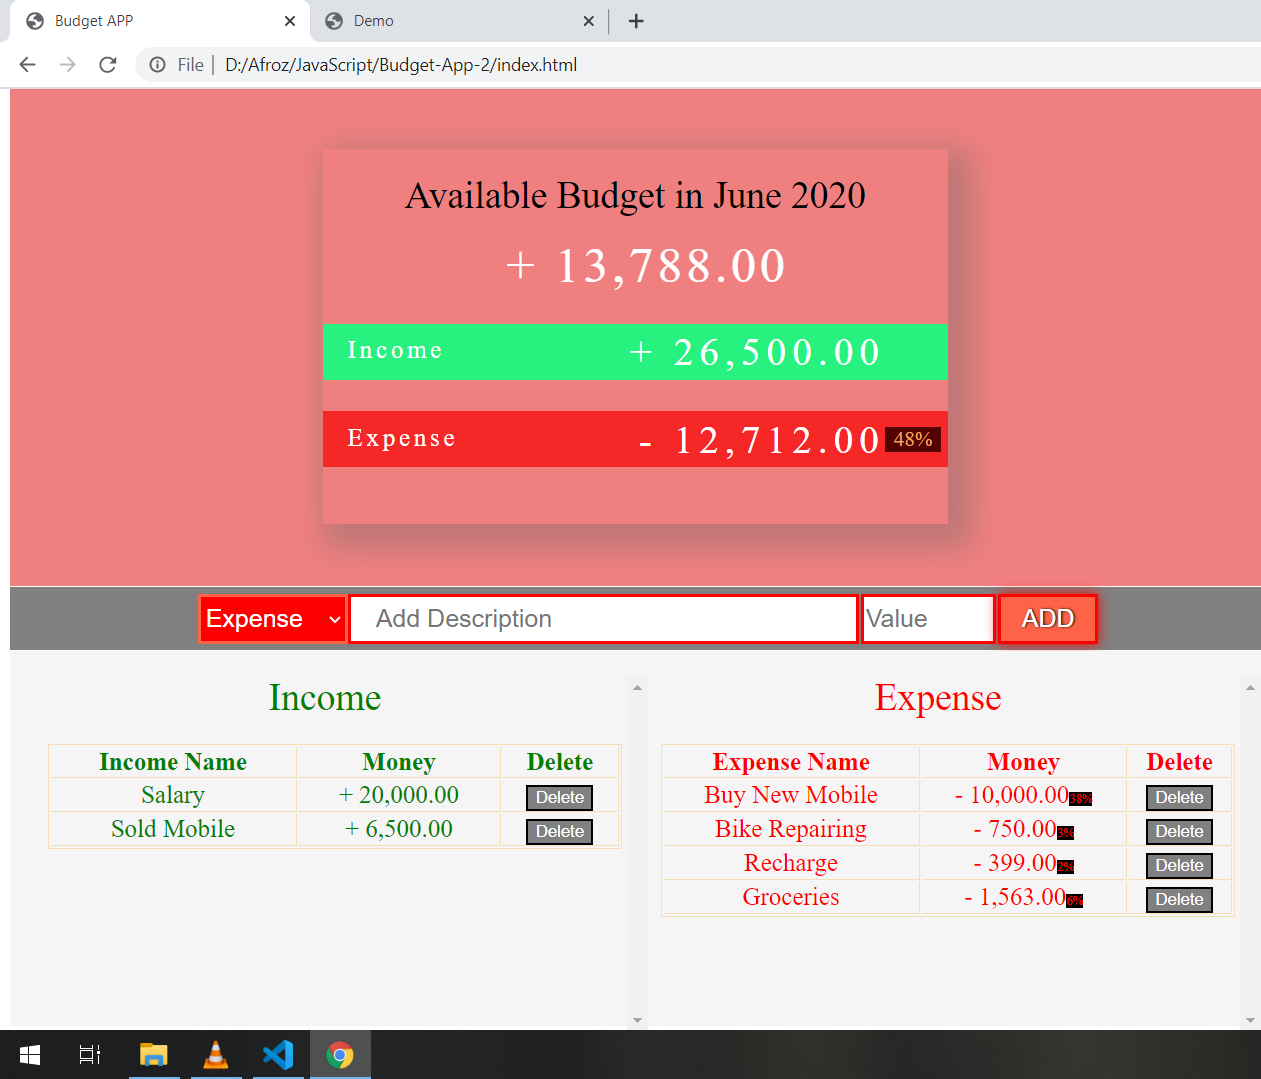 Budget APP
Demo
File | D:/Afroz/JavaScript/Budget-App-2/index.html
Available Budget in June 2020
+ 13,788.00
Income + 26,500.00
Expense - 12,712.00 48%
Expense Add Description Value ADD
Income
Income Name Money Delete
Salary + 20,000.00 Delete
Sold Mobile + 6,500.00 Delete
Expense
Expense Name Money Delete
Buy New Mobile - 10,000.00 38% Delete
Bike Repairing - 750.00 3% Delete
Recharge - 399.00 2% Delete
Groceries - 1,563.00 6% Delete